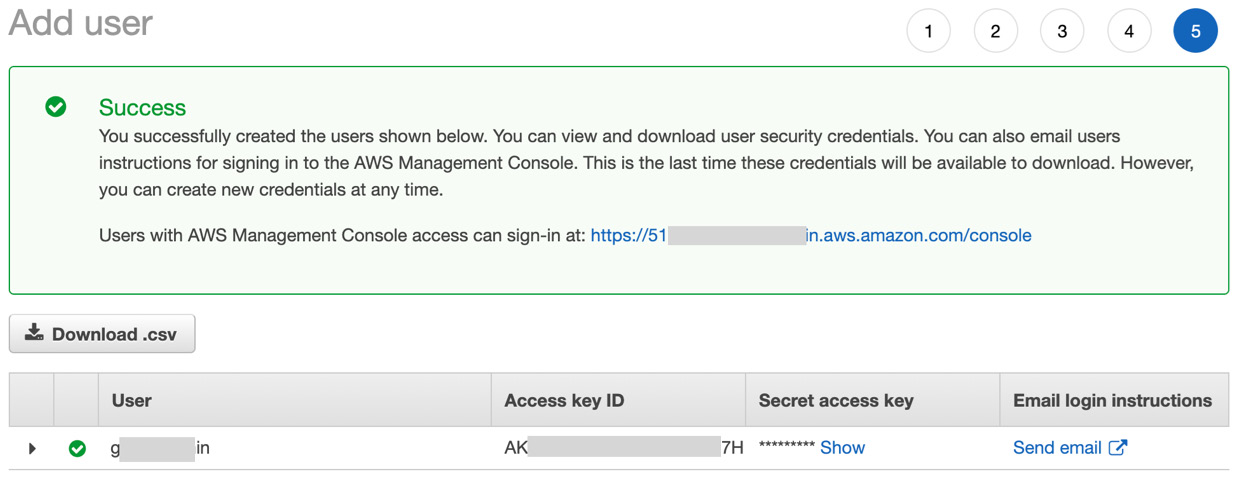 Add user
1 2 3 4 5
Success
You successfully created the users shown below. You can view and download user security credentials. You can also email users
instructions for signing in to the AWS Management Console. This is the last time these credentials will be available to download. However,
you can create new credentials at any time.
Users with AWS Management Console access can sign-in at: https://51 in.aws.amazon.com/console
Download .csv
User Access key ID Secret access key Email login instructions
g in AK 7H ********* Show Send email